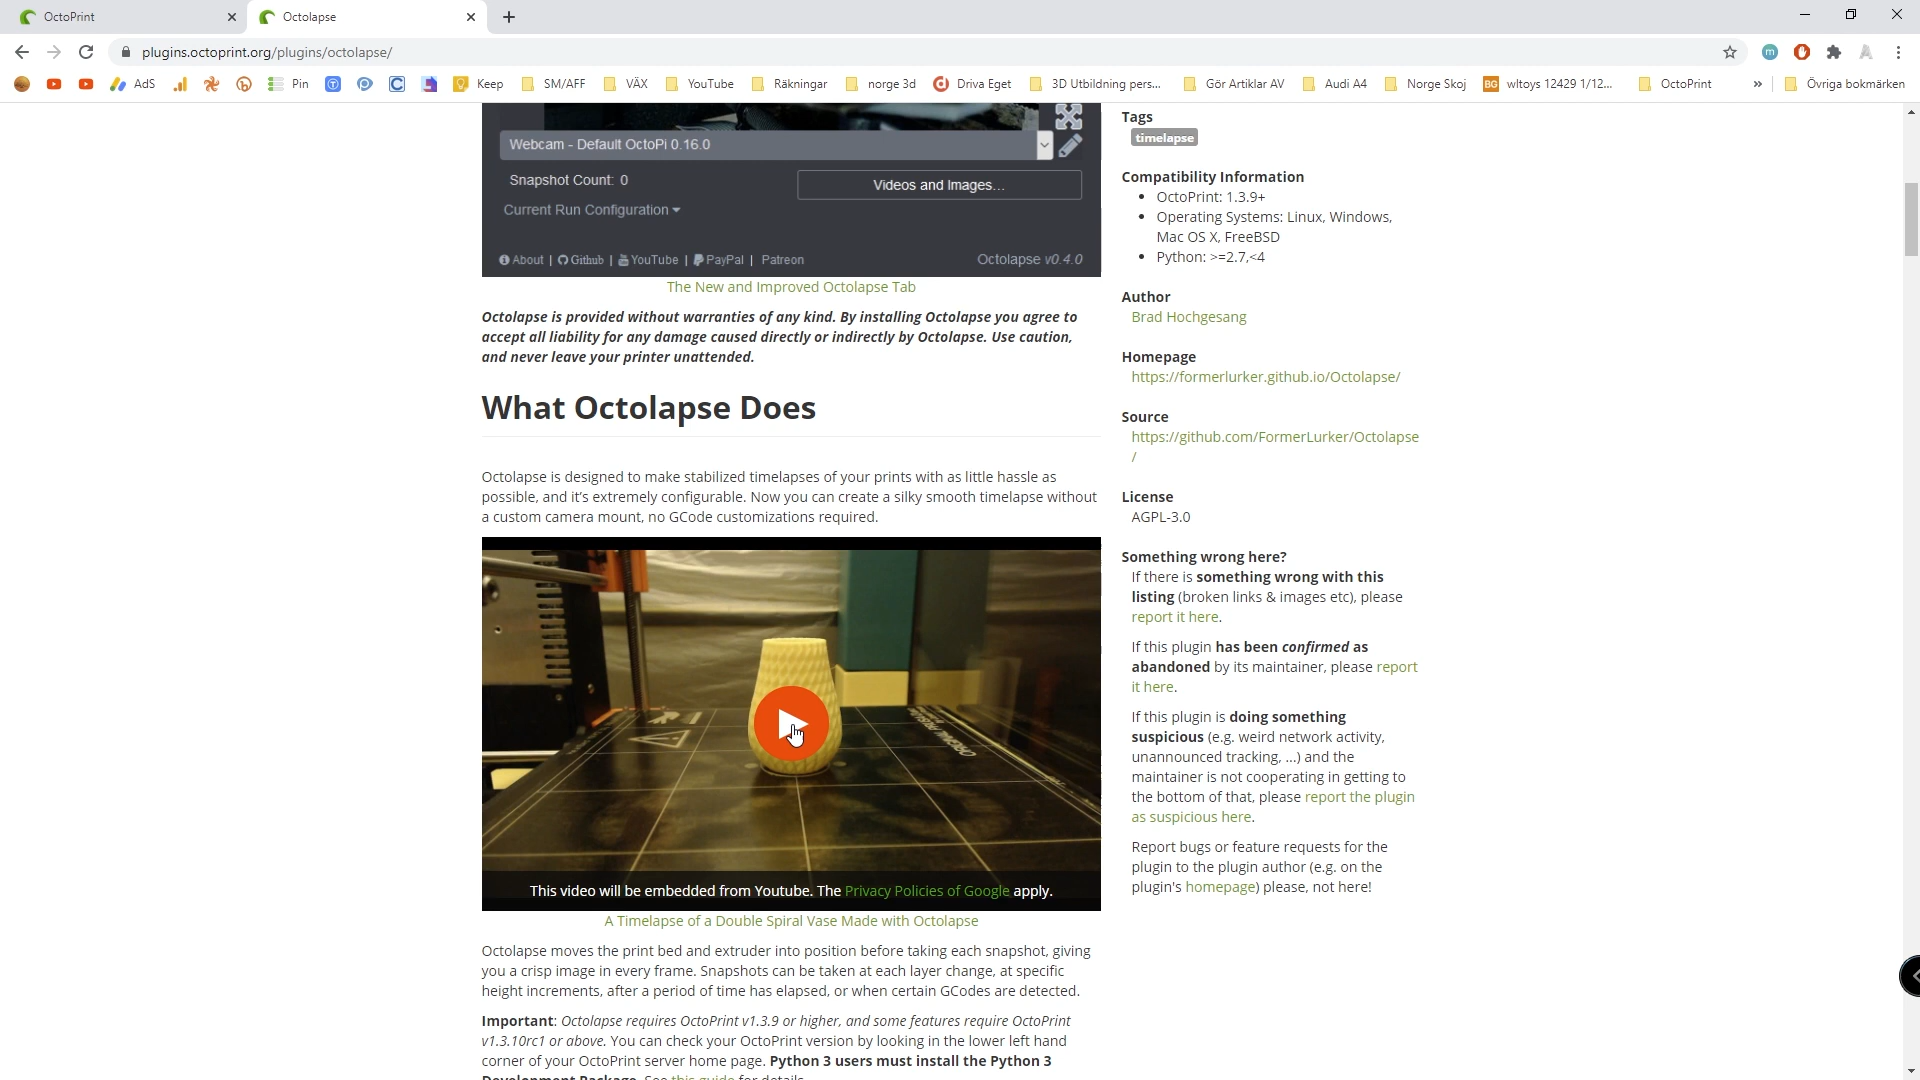 OctoPrint
Octolapse
plugins.octoprint.org/plugins/octolapse/
AdS
Pin
Keep
SM/AFF
VÄX
YouTube
Räkningar
norge 3d
Driva Eget
3D Utbildning pers...
Gör Artiklar AV
Audi A4
Norge Skoj
BG
wltoys 12429 1/12...
OctoPrint
»
Övriga bokmärken
Webcam - Default OctoPi 0.16.0
Snapshot Count: 0
Videos and Images...
Current Run Configuration
About | Github | YouTube | PayPal | Patreon
Octolapse v0.4.0
The New and Improved Octolapse Tab
Octolapse is provided without warranties of any kind. By installing Octolapse you agree to
accept all liability for any damage caused directly or indirectly by Octolapse. Use caution,
and never leave your printer unattended.
What Octolapse Does
Octolapse is designed to make stabilized timelapses of your prints with as little hassle as
possible, and it's extremely configurable. Now you can create a silky smooth timelapse without
a custom camera mount, no GCode customizations required.
This video will be embedded from Youtube. The Privacy Policies of Google apply.
A Timelapse of a Double Spiral Vase Made with Octolapse
Octolapse moves the print bed and extruder into position before taking each snapshot, giving
you a crisp image in every frame. Snapshots can be taken at each layer change, at specific
height increments, after a period of time has elapsed, or when certain GCodes are detected.
Important: Octolapse requires OctoPrint v1.3.9 or higher, and some features require OctoPrint
v1.3.10rc1 or above. You can check your OctoPrint version by looking in the lower left hand
corner of your OctoPrint server home page. Python 3 users must install the Python 3
Development Package. See this guide for details.
Tags
timelapse
Compatibility Information
• OctoPrint: 1.3.9+
• Operating Systems: Linux, Windows,
Mac OS X, FreeBSD
• Python: >=2.7,<4
Author
Brad Hochgesang
Homepage
https://formerlurker.github.io/Octolapse/
Source
https://github.com/FormerLurker/Octolapse
/
License
AGPL-3.0
Something wrong here?
If there is something wrong with this
listing (broken links & images etc), please
report it here.
If this plugin has been confirmed as
abandoned by its maintainer, please report
it here.
If this plugin is doing something
suspicious (e.g. weird network activity,
unannounced tracking, ...) and the
maintainer is not cooperating in getting to
the bottom of that, please report the plugin
as suspicious here.
Report bugs or feature requests for the
plugin to the plugin author (e.g. on the
plugin's homepage) please, not here!